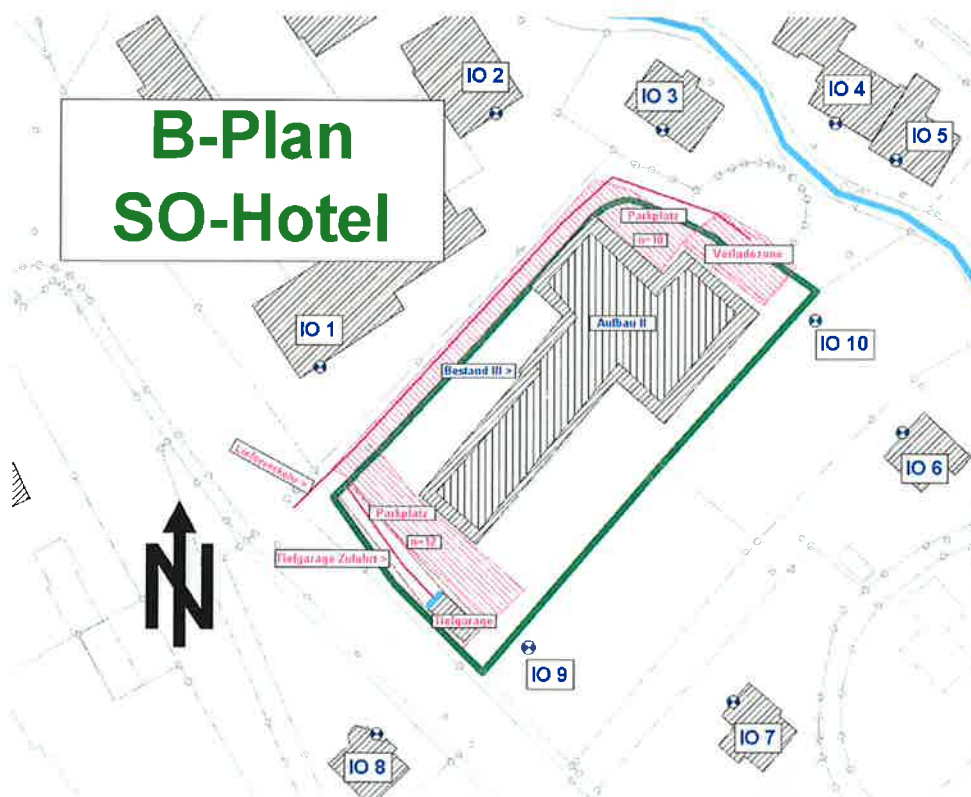 IO 2
IO 3
IO 4
IO 5
B-Plan
SO-Hotel
Parkplatz
n=10
Verladezone
IO 1
Aufbau II
IO 10
Bestand III >
IO 6
Lieferverkehr >
Parkplatz
n=12
Tiefgarage Zufahrt >
N
Tiefgarage
IO 9
IO 7
IO 8